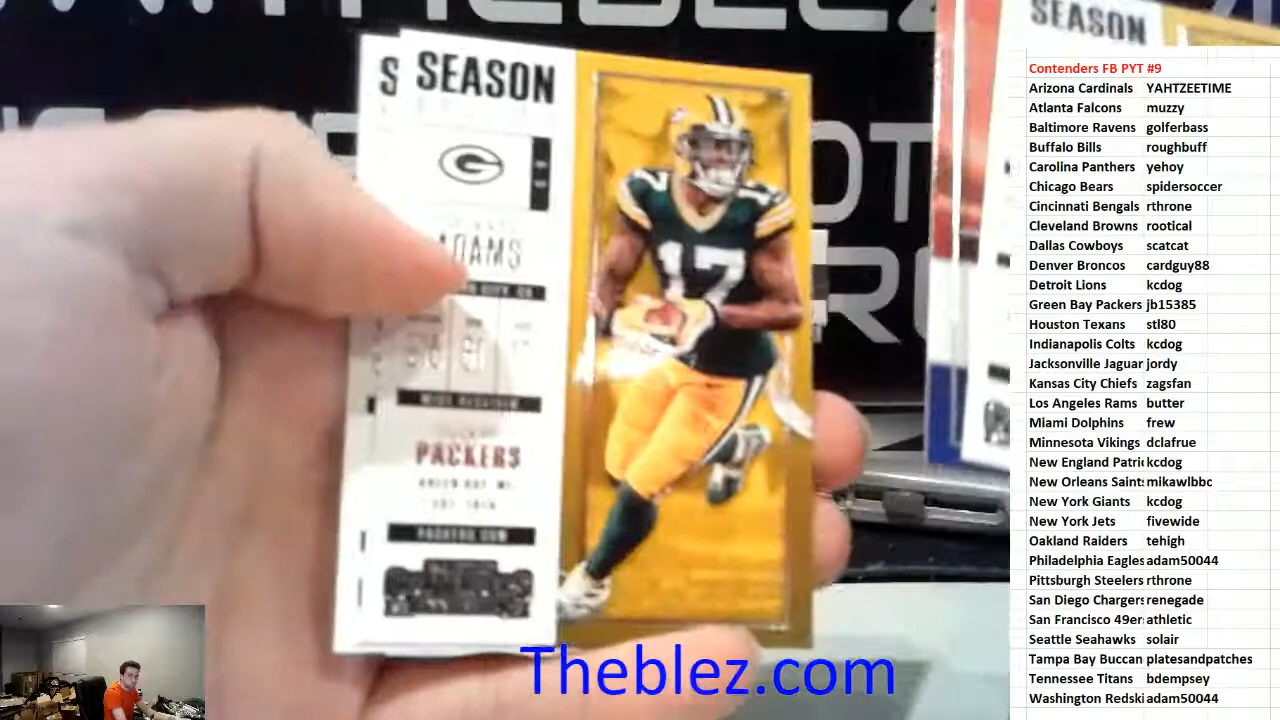 SEASON
S
SEASON
G
ADAMS
PACKERS
PACKERS.COM
17
17
Theblez.com
Contenders FB PYT #9
Arizona Cardinals YAHTZEETIME
Atlanta Falcons muzzy
Baltimore Ravens golferbass
Buffalo Bills roughbuff
Carolina Panthers yehoy
Chicago Bears spidersoccer
Cincinnati Bengals rthrone
Cleveland Browns rootical
Dallas Cowboys scatcat
Denver Broncos cardguy88
Detroit Lions kcdog
Green Bay Packers jb15385
Houston Texans stl80
Indianapolis Colts kcdog
Jacksonville Jaguar jordy
Kansas City Chiefs zagsfan
Los Angeles Rams butter
Miami Dolphins frew
Minnesota Vikings dclafrue
New England Patri kcdog
New Orleans Saint mikawlbbc
New York Giants kcdog
New York Jets fivewide
Oakland Raiders tehigh
Philadelphia Eagles adam50044
Pittsburgh Steelers rthrone
San Diego Chargers renegade
San Francisco 49er athletic
Seattle Seahawks solair
Tampa Bay Buccan platesandpatches
Tennessee Titans bdempsey
Washington Redski adam50044